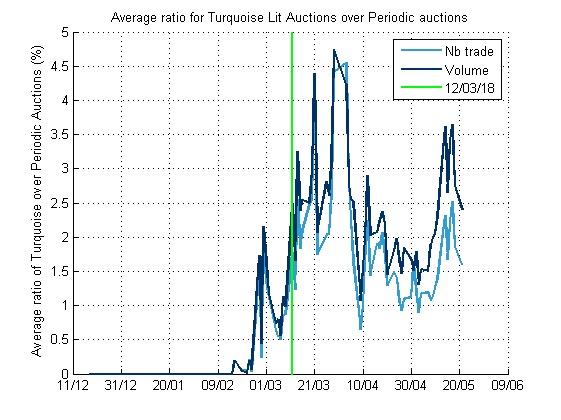 Average ratio for Turquoise Lit Auctions over Periodic auctions
Average ratio of Turquoise over Periodic Auctions (%)
5
4.5
4
3.5
3
2.5
2
1.5
1
0.5
0
Nb trade
Volume
12/03/18
11/12 31/12 20/01 09/02 01/03 21/03 10/04 30/04 20/05 09/06